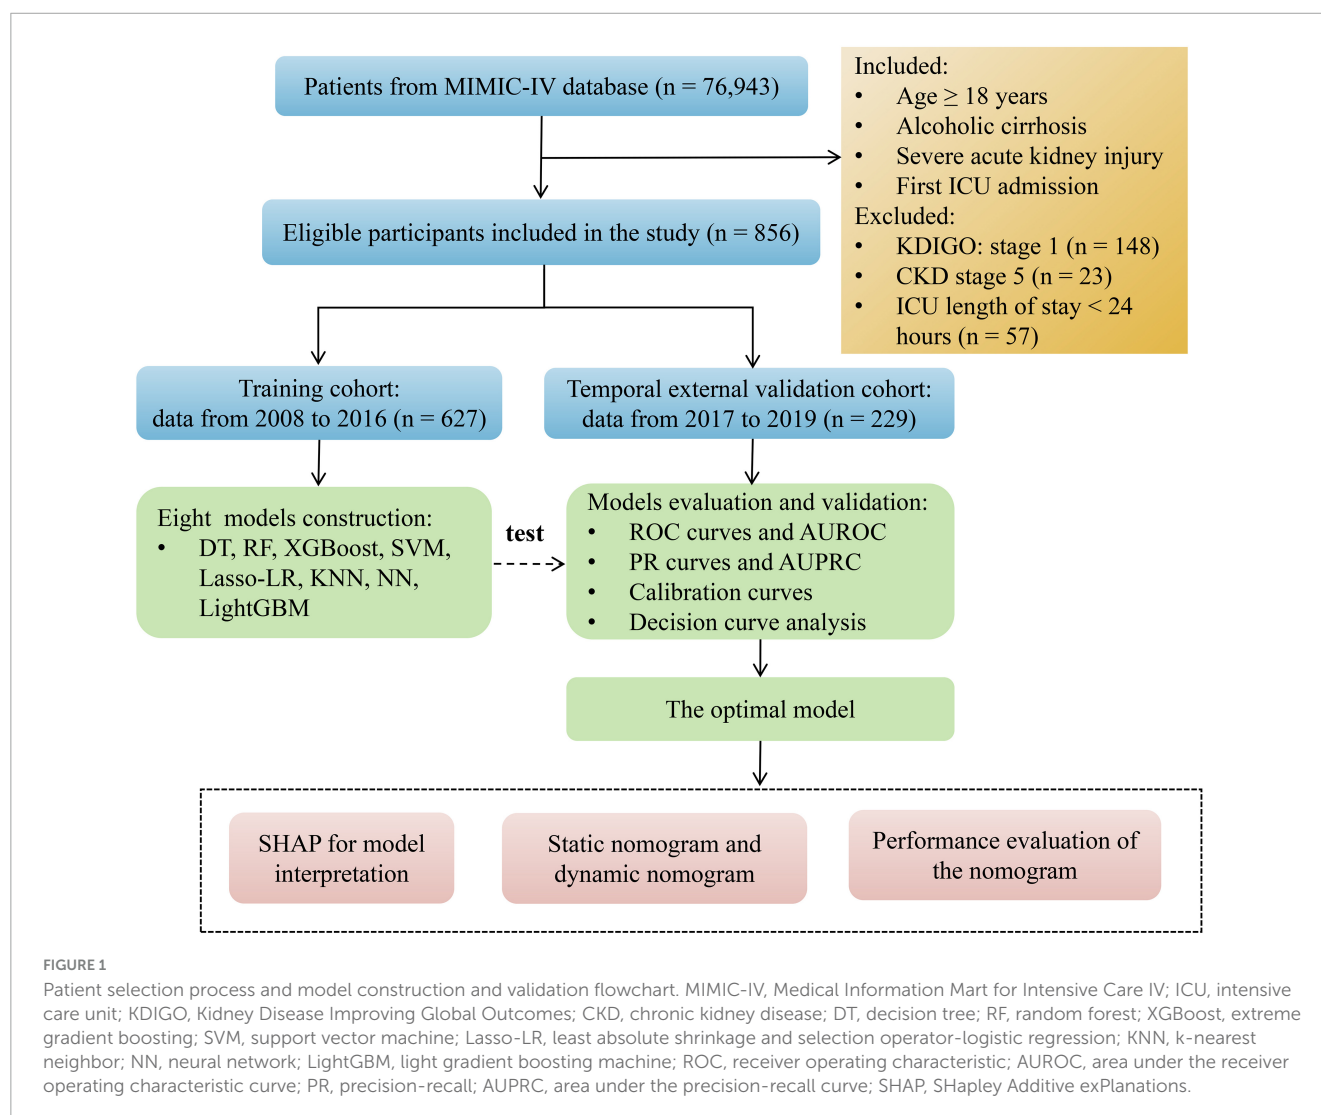 Patients from MIMIC-IV database (n = 76,943)
Included:
• Age ≥ 18 years
• Alcoholic cirrhosis
• Severe acute kidney injury
• First ICU admission
Excluded:
• KDIGO: stage 1 (n = 148)
• CKD stage 5 (n = 23)
• ICU length of stay < 24
hours (n = 57)
Eligible participants included in the study (n = 856)
Training cohort:
data from 2008 to 2016 (n = 627)
Temporal external validation cohort:
data from 2017 to 2019 (n = 229)
Eight models construction:
• DT, RF, XGBoost, SVM,
Lasso-LR, KNN, NN,
LightGBM
test
Models evaluation and validation:
• ROC curves and AUROC
• PR curves and AUPRC
• Calibration curves
• Decision curve analysis
The optimal model
SHAP for model
interpretation
Static nomogram and
dynamic nomogram
Performance evaluation of
the nomogram
FIGURE 1
Patient selection process and model construction and validation flowchart. MIMIC-IV, Medical Information Mart for Intensive Care IV; ICU, intensive
care unit; KDIGO, Kidney Disease Improving Global Outcomes; CKD, chronic kidney disease; DT, decision tree; RF, random forest; XGBoost, extreme
gradient boosting; SVM, support vector machine; Lasso-LR, least absolute shrinkage and selection operator-logistic regression; KNN, k-nearest
neighbor; NN, neural network; LightGBM, light gradient boosting machine; ROC, receiver operating characteristic; AUROC, area under the receiver
operating characteristic curve; PR, precision-recall; AUPRC, area under the precision-recall curve; SHAP, SHapley Additive exPlanations.